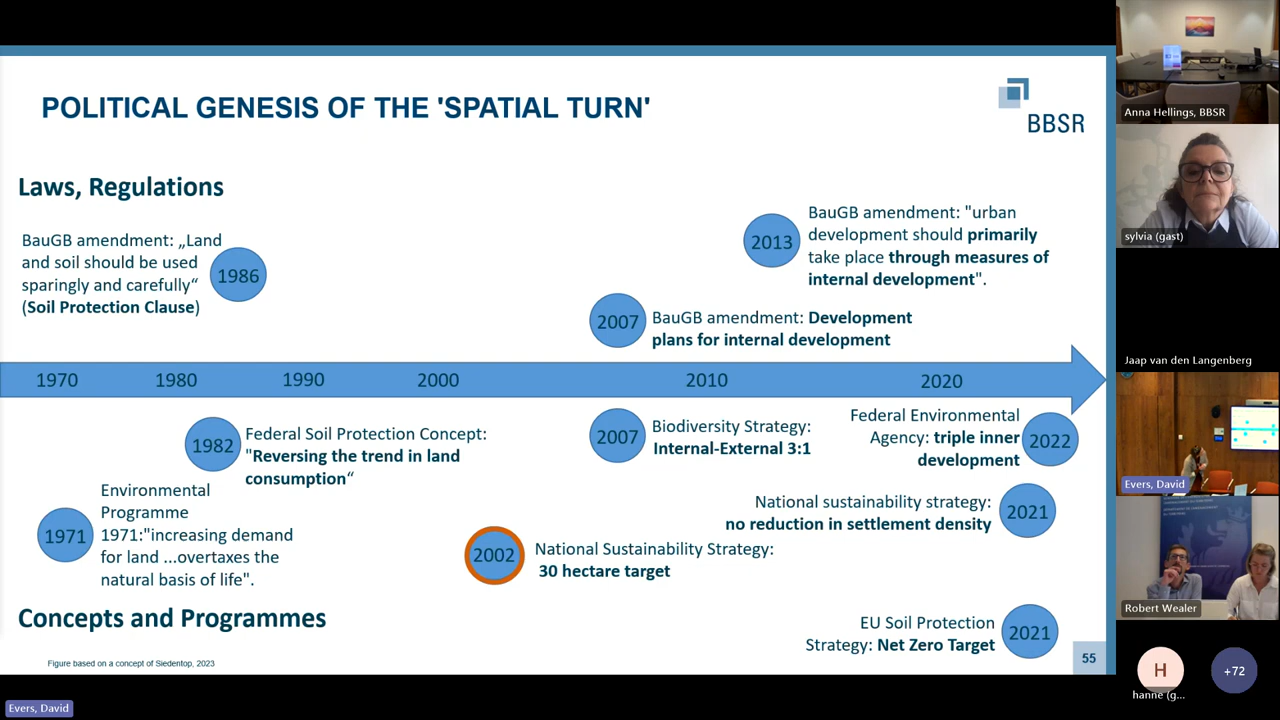 POLITICAL GENESIS OF THE 'SPATIAL TURN'
BBSR
Laws, Regulations
BauGB amendment: „Land
and soil should be used
sparingly and carefully“
(Soil Protection Clause)
1986
2013
BauGB amendment: "urban
development should primarily
take place through measures of
internal development".
2007
BauGB amendment: Development
plans for internal development
1970
1980
1990
2000
2010
2020
1982
Federal Soil Protection Concept:
"Reversing the trend in land
consumption“
2007
Biodiversity Strategy:
Internal-External 3:1
Federal Environmental
Agency: triple inner
development
2022
1971
Environmental
Programme
1971:"increasing demand
for land ...overtaxes the
natural basis of life".
National sustainability strategy:
no reduction in settlement density
2021
2002
National Sustainability Strategy:
30 hectare target
Concepts and Programmes
EU Soil Protection
Strategy: Net Zero Target
2021
Figure based on a concept of Siedentop, 2023
55
Evers, David
Anna Hellings, BBSR
sylvia (gast)
Jaap van den Langenberg
Evers, David
Robert Wealer
H
hanne (g...
+72